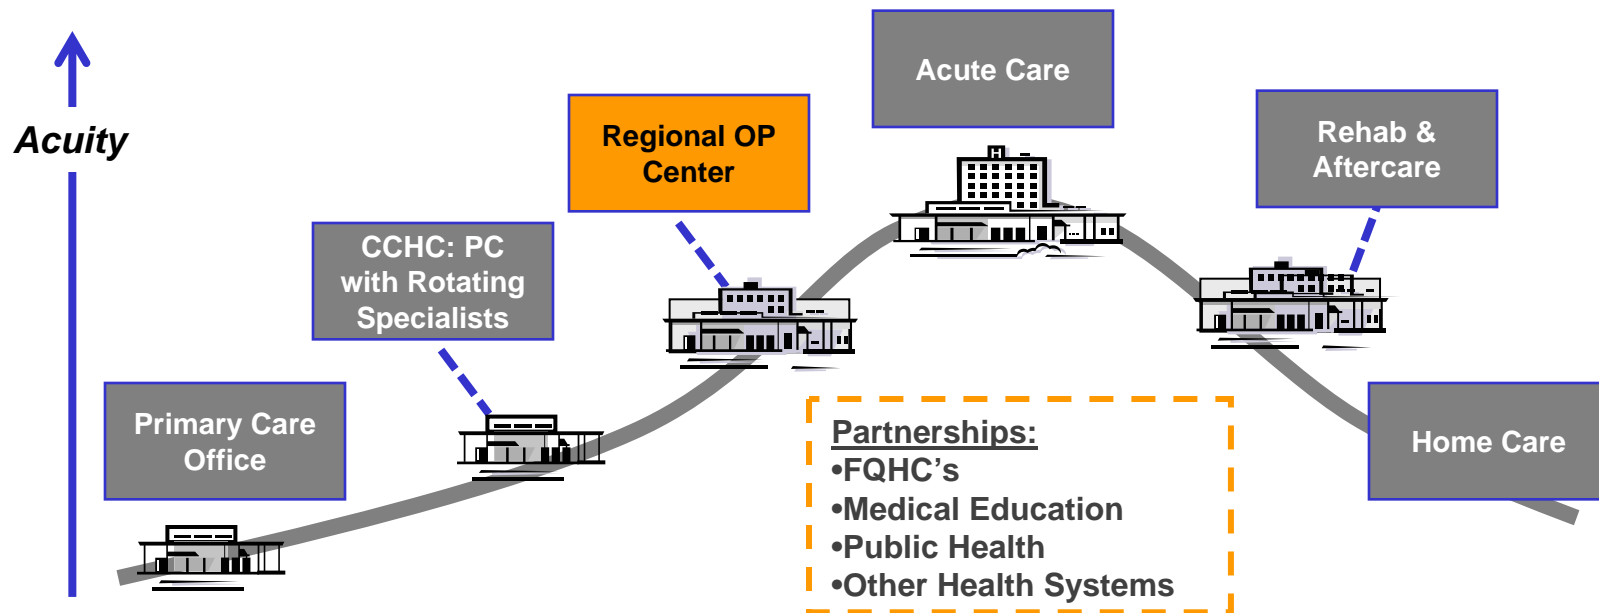 Acuity
Primary Care
Office
CCHC: PC
with Rotating
Specialists
Regional OP
Center
Acute Care
Rehab &
Aftercare
Home Care
Partnerships:
•FQHC's
•Medical Education
•Public Health
•Other Health Systems
H